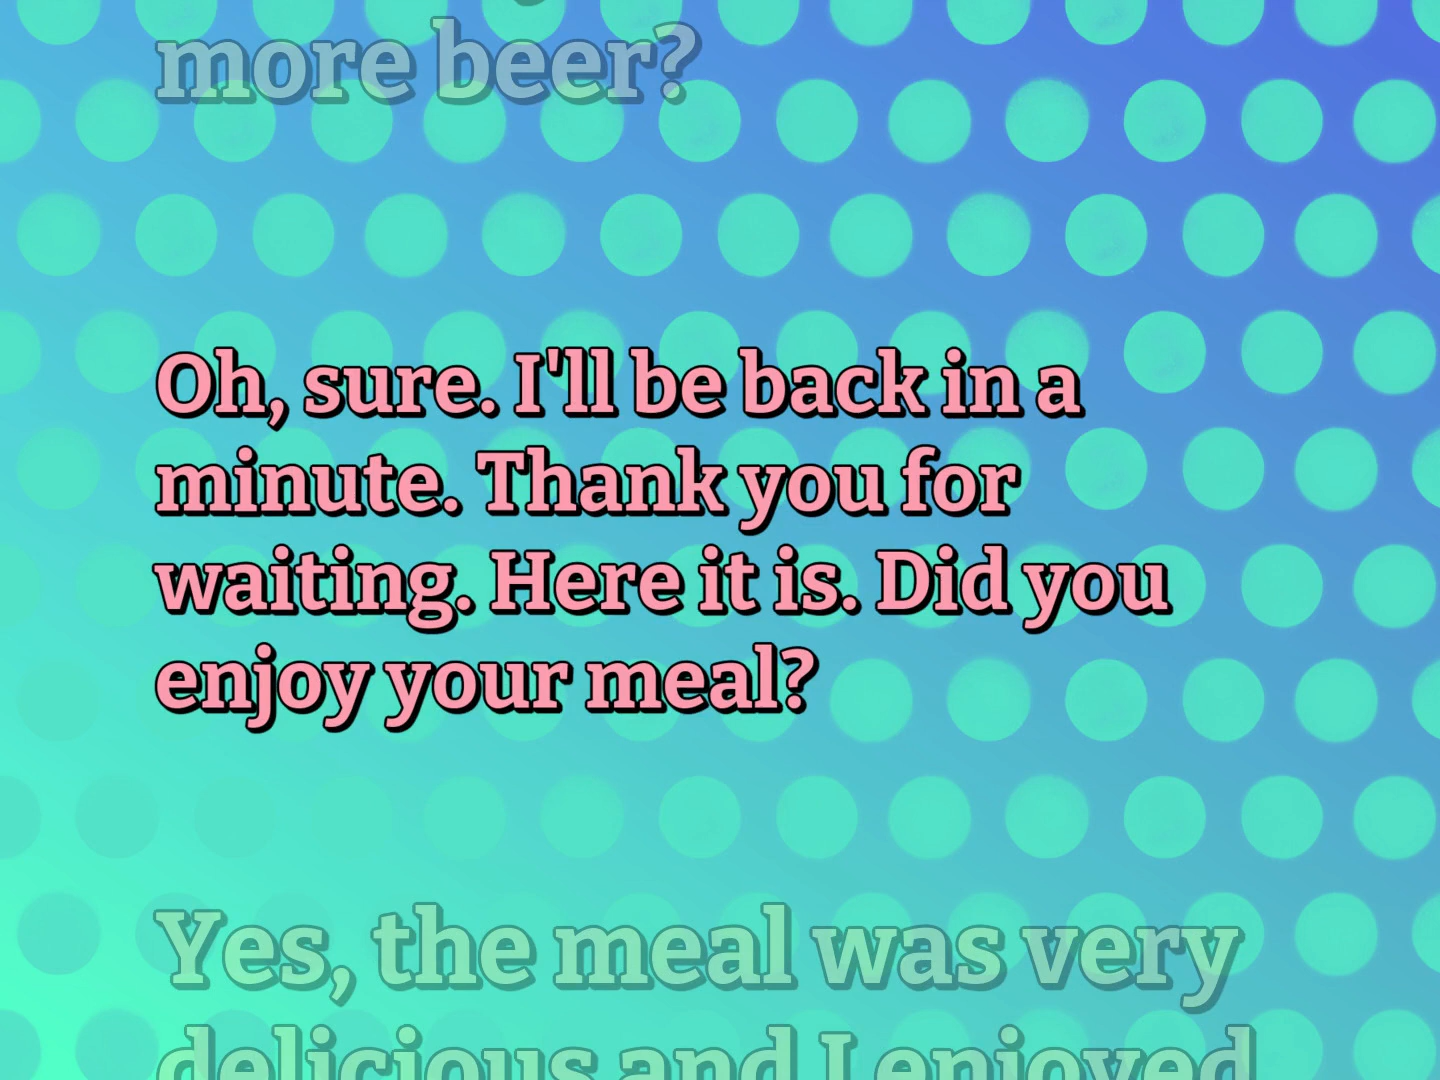 more beer?
Oh, sure. I'll be back in a
minute. Thank you for
waiting. Here it is. Did you
enjoy your meal?
Yes, the meal was very
delicious and I enjoyed